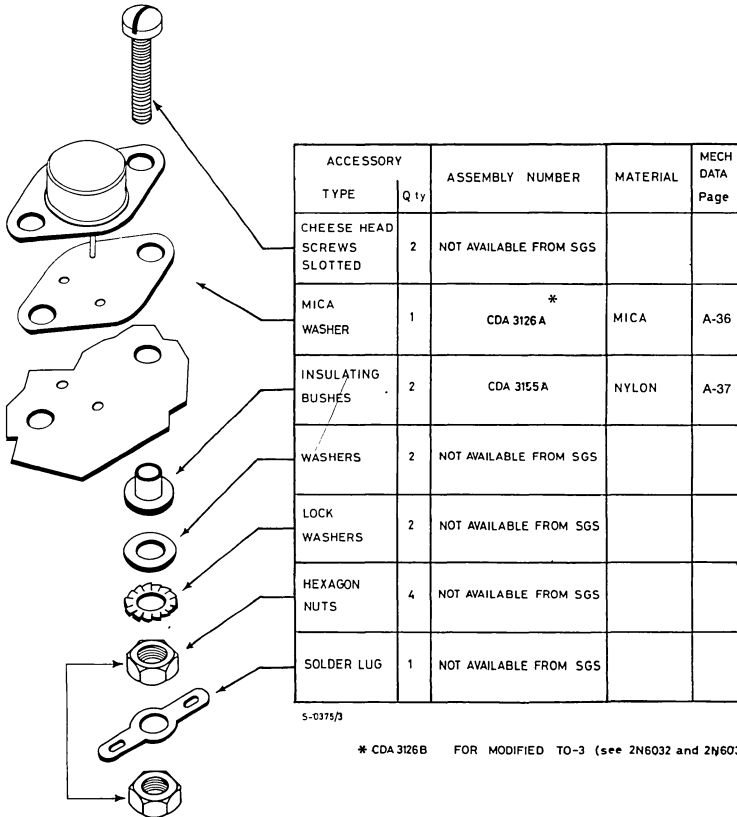 ACCESSORY
TYPE
Q ty
ASSEMBLY NUMBER
MATERIAL
MECH
DATA
Page
CHEESE HEAD
SCREWS
SLOTTED
2
NOT AVAILABLE FROM SGS
MICA
WASHER
1
*
CDA 3126 A
MICA
A-36
INSULATING
BUSHES
2
CDA 3155A
NYLON
A-37
WASHERS
2
NOT AVAILABLE FROM SGS
LOCK
WASHERS
2
NOT AVAILABLE FROM SGS
HEXAGON
NUTS
4
NOT AVAILABLE FROM SGS
SOLDER LUG
1
NOT AVAILABLE FROM SGS
S-0375/3
* CDA 3126B FOR MODIFIED TO-3 (see 2N6032 and